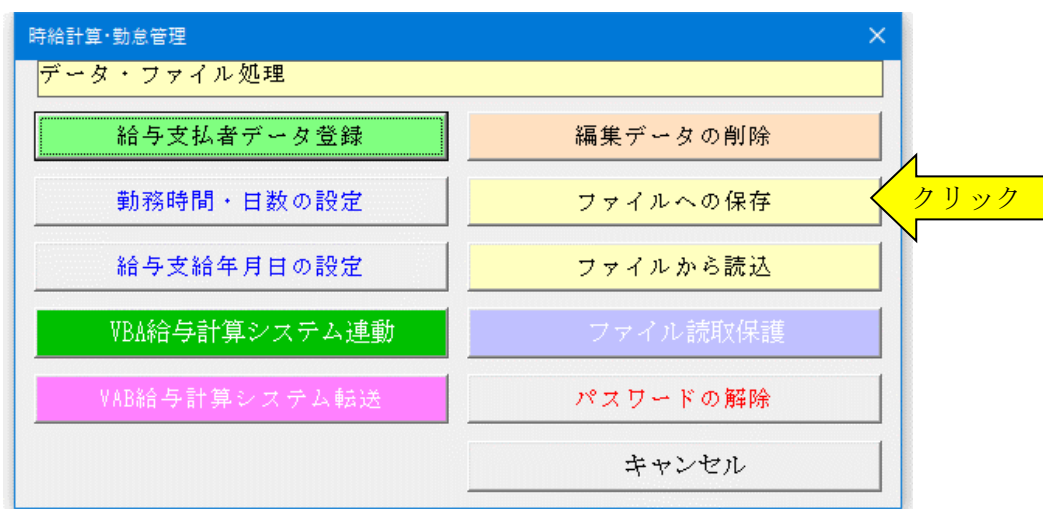 時給計算・勤怠管理
データ・ファイル処理
給与支払者データ登録
編集データの削除
勤務時間・日数の設定
ファイルへの保存
クリック
給与支給年月日の設定
ファイルから読込
VBA給与計算システム連動
ファイル読取保護
VAB給与計算システム転送
パスワードの解除
キャンセル